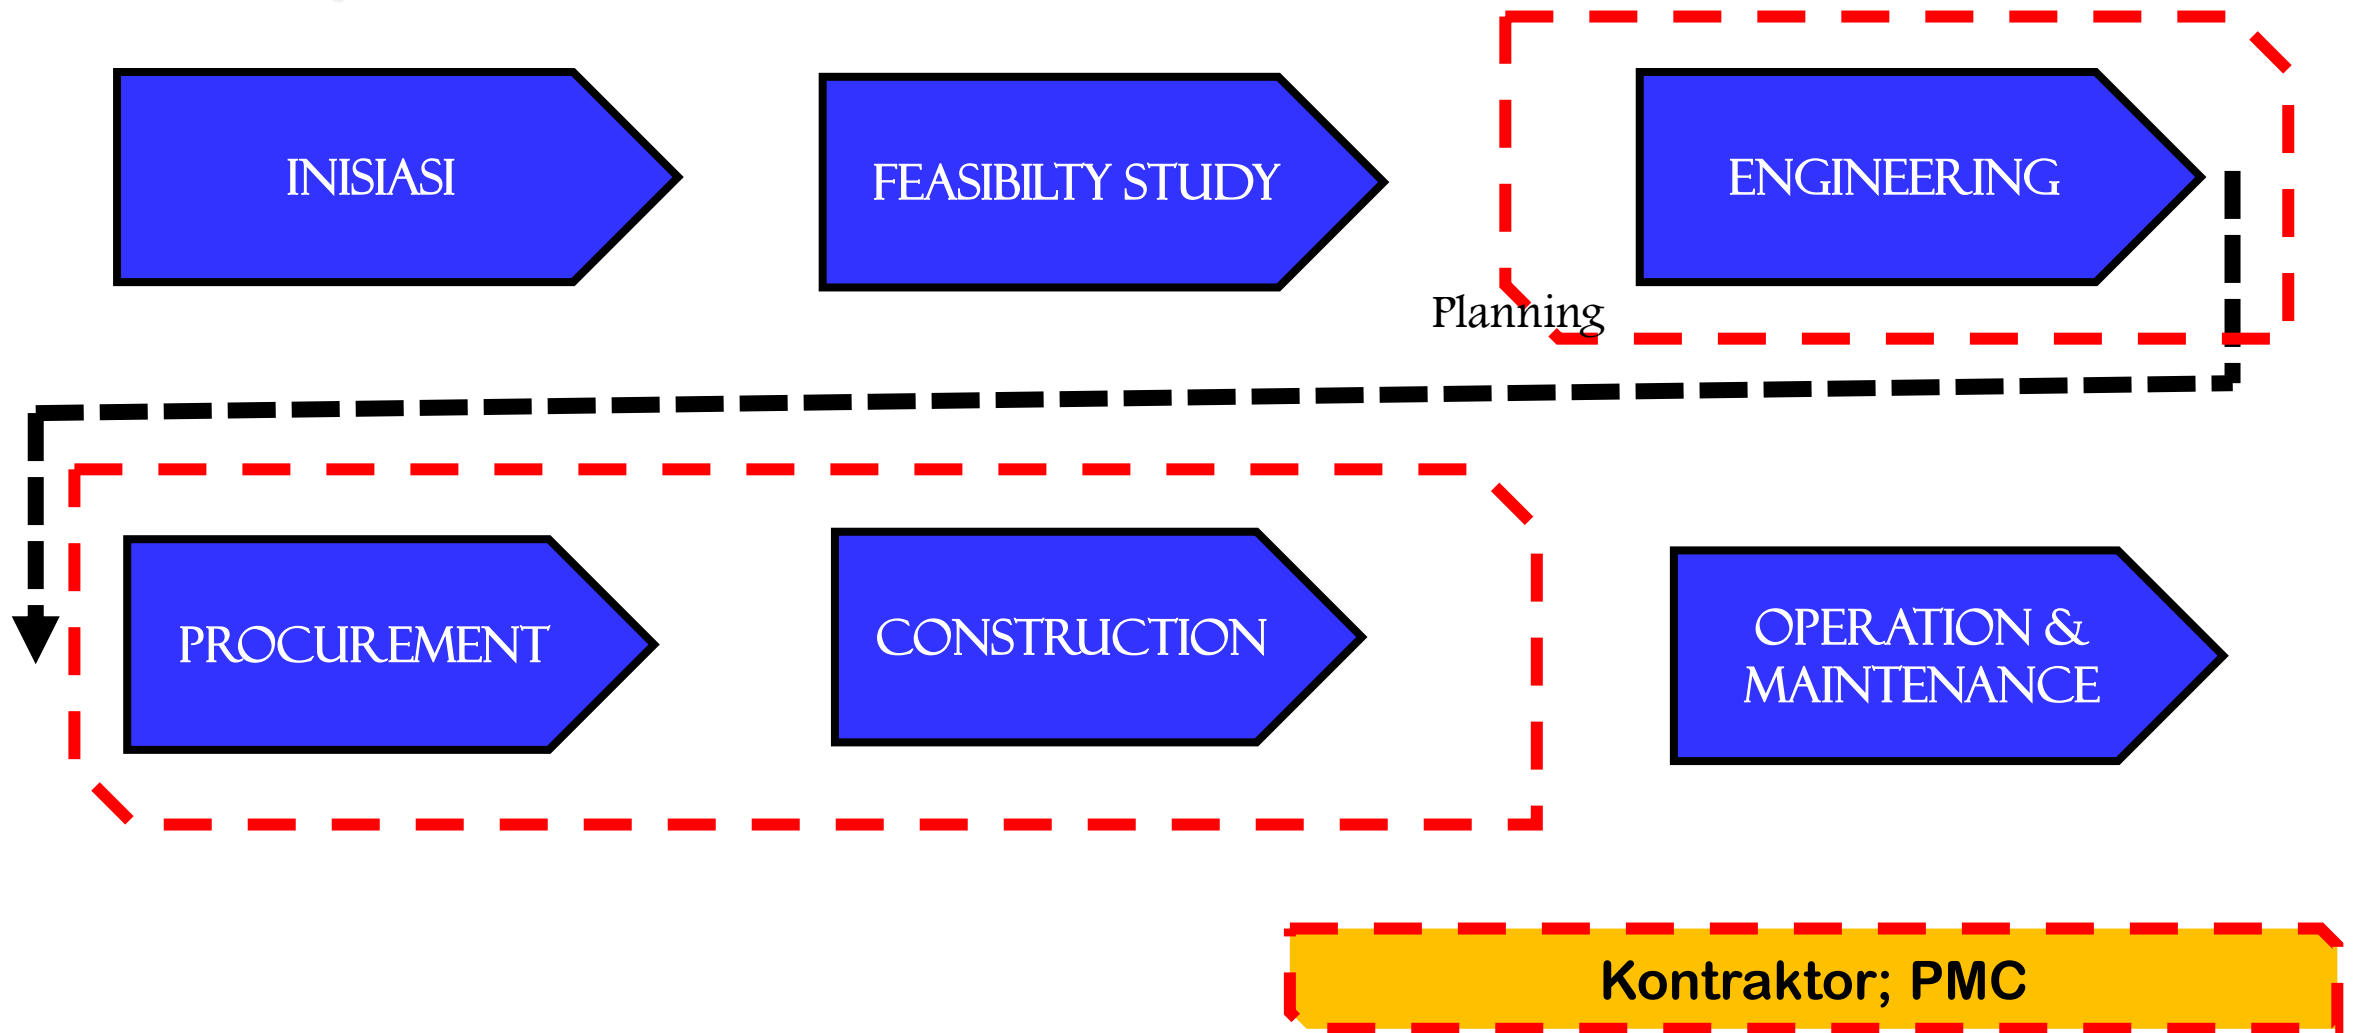 INISIASI
FEASIBILTY STUDY
ENGINEERING
Planning
PROCUREMENT
CONSTRUCTION
OPERATION &
MAINTENANCE
Kontraktor; PMC